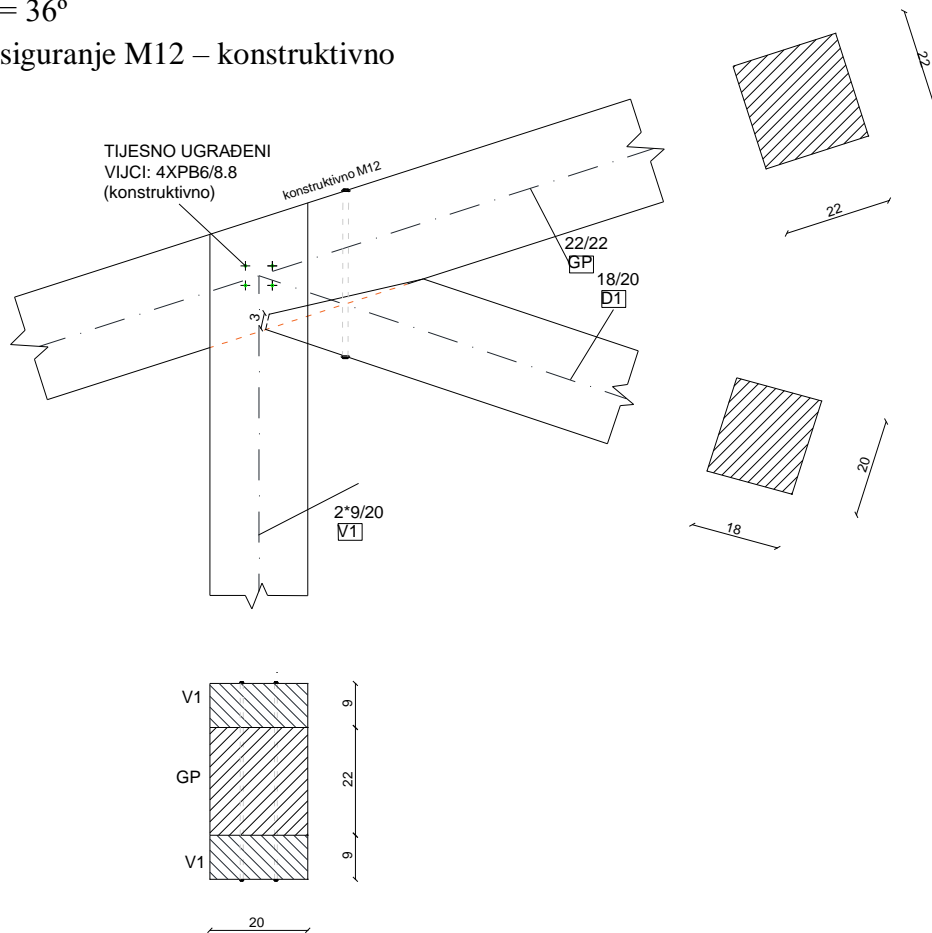 = 36º
siguranje M12 – konstruktivno
22
TIJESNO UGRAĐENI
VIJCI: 4XPB6/8.8
(konstruktivno)
konstruktivno M12
22
22/22
GP
18/20
D1
3
20
18
2*9/20
V1
V1
9
GP
22
V1
9
20